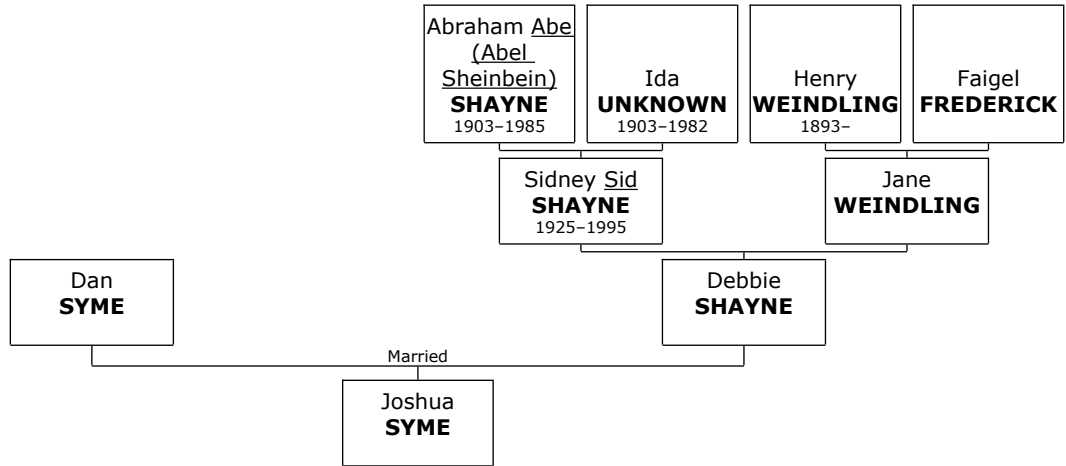 Abraham Abe
(Abel
Sheinbein)
SHAYNE
1903–1985
Ida
UNKNOWN
1903–1982
Henry
WEINDLING
1893–
Faigel
FREDERICK
Sidney Sid
SHAYNE
1925–1995
Jane
WEINDLING
Dan
SYME
Debbie
SHAYNE
Married
Joshua
SYME